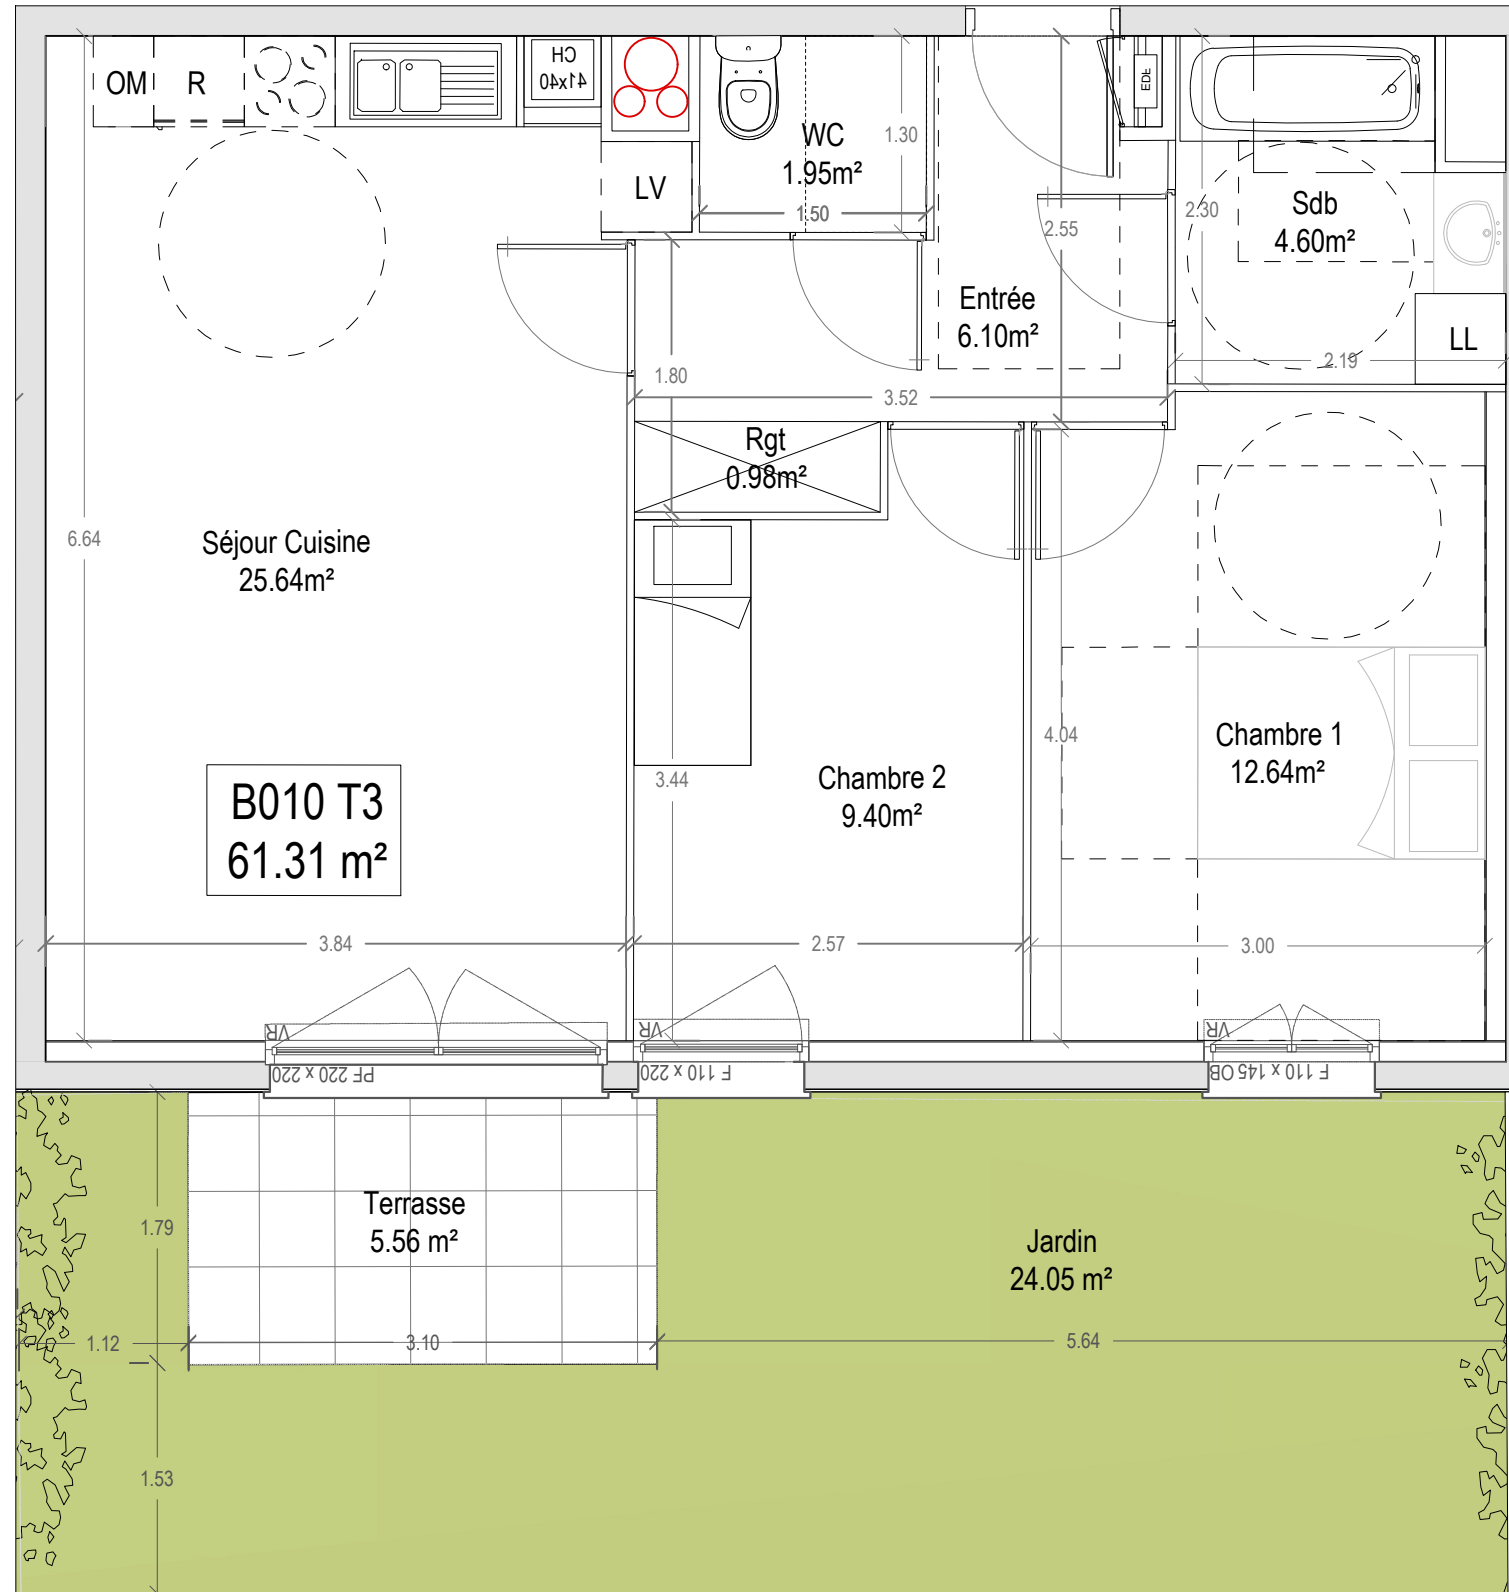 OM
R
CH
41x40
LV
WC
1.95m²
1.30
1.50
EDF
2.55
2.30
Sdb
4.60m²
LL
2.19
Entrée
6.10m²
1.80
3.52
Rgt
0.98m²
6.64
Séjour Cuisine
25.64m²
B010 T3
61.31 m²
3.84
3.44
Chambre 2
9.40m²
2.57
4.04
Chambre 1
12.64m²
3.00
VR
PF 220 x 220
VR
F 110 x 220
VR
F 110 x 145 OB
Terrasse
5.56 m²
1.79
1.12
3.10
Jardin
24.05 m²
5.64
1.53